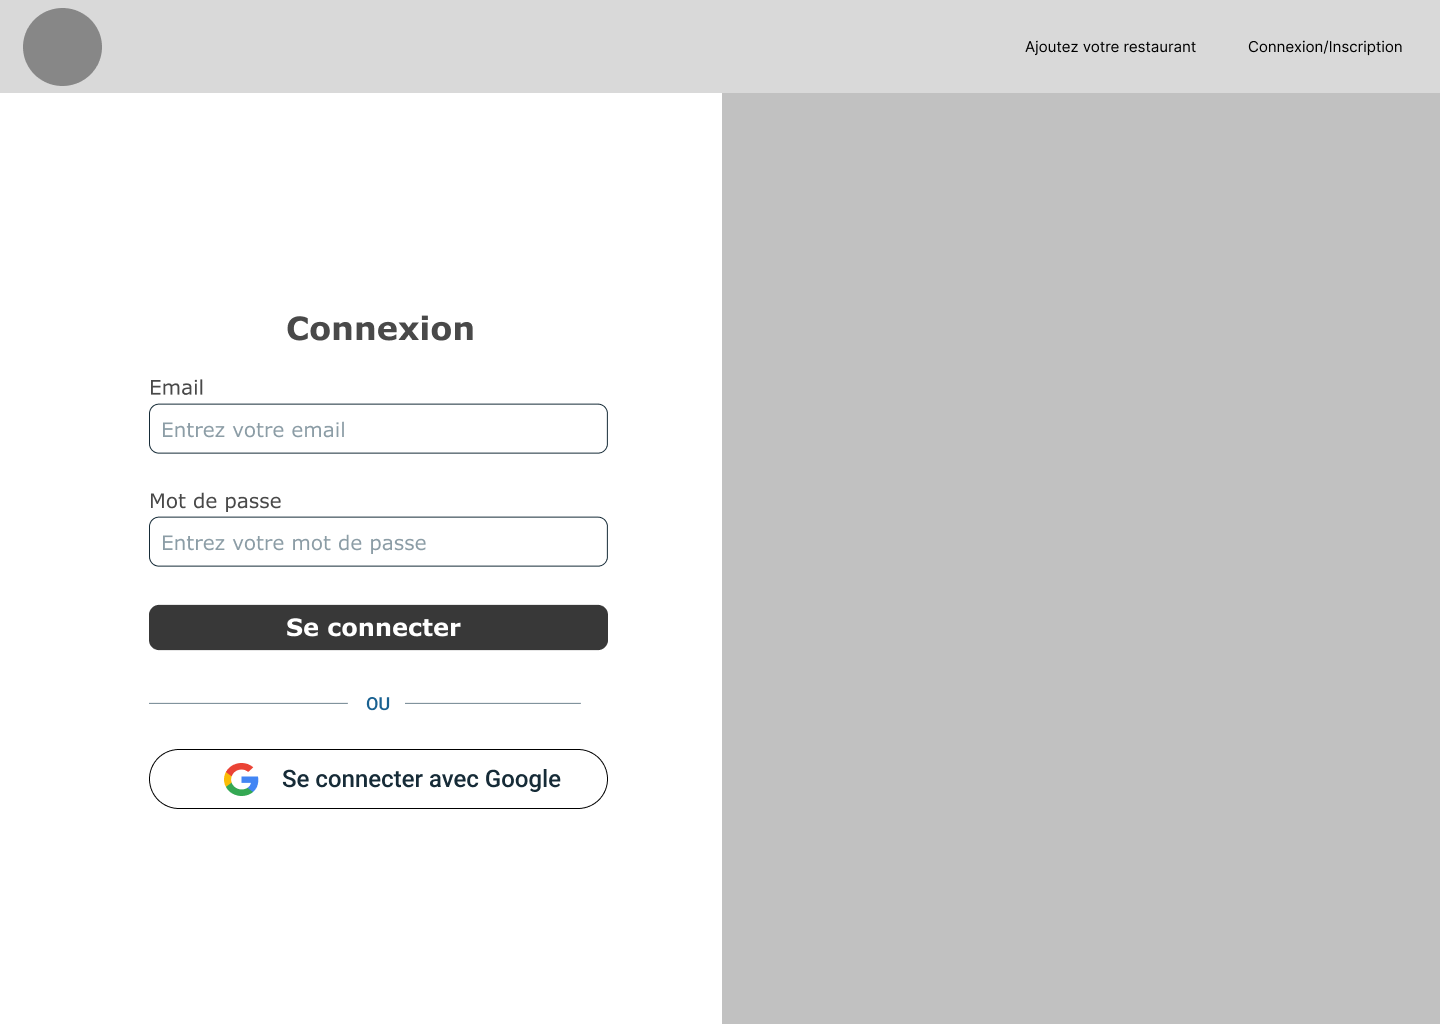 Ajoutez votre restaurant
Connexion/Inscription
Connexion
Email
Entrez votre email
Mot de passe
Entrez votre mot de passe
Se connecter
OU
Se connecter avec Google